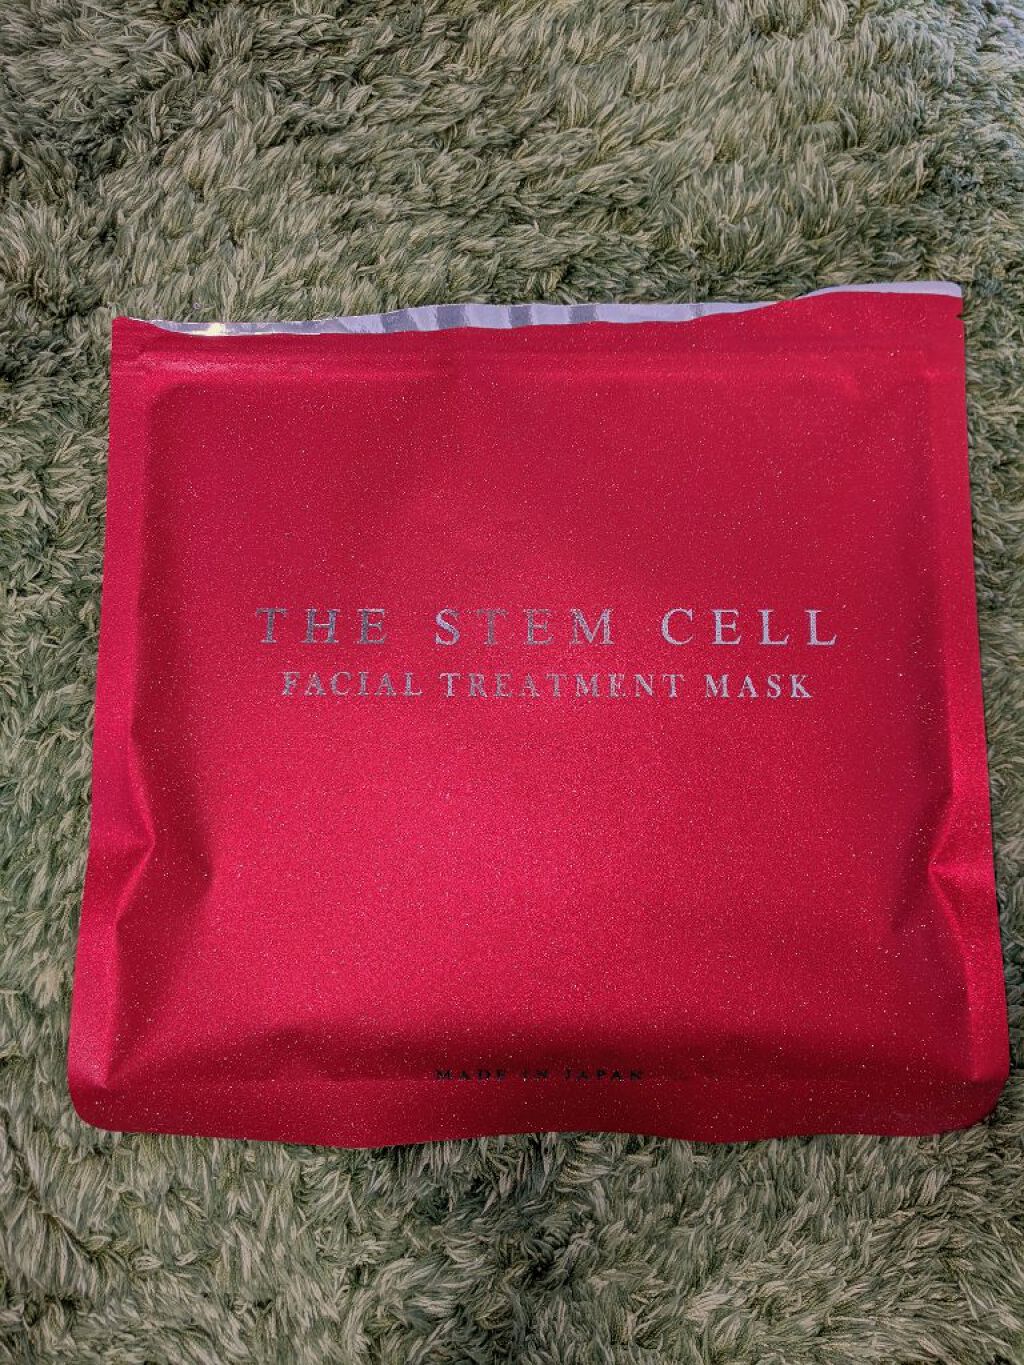 THE STEM CELL
FACIAL TREATMENT MASK
MADE IN JAPAN